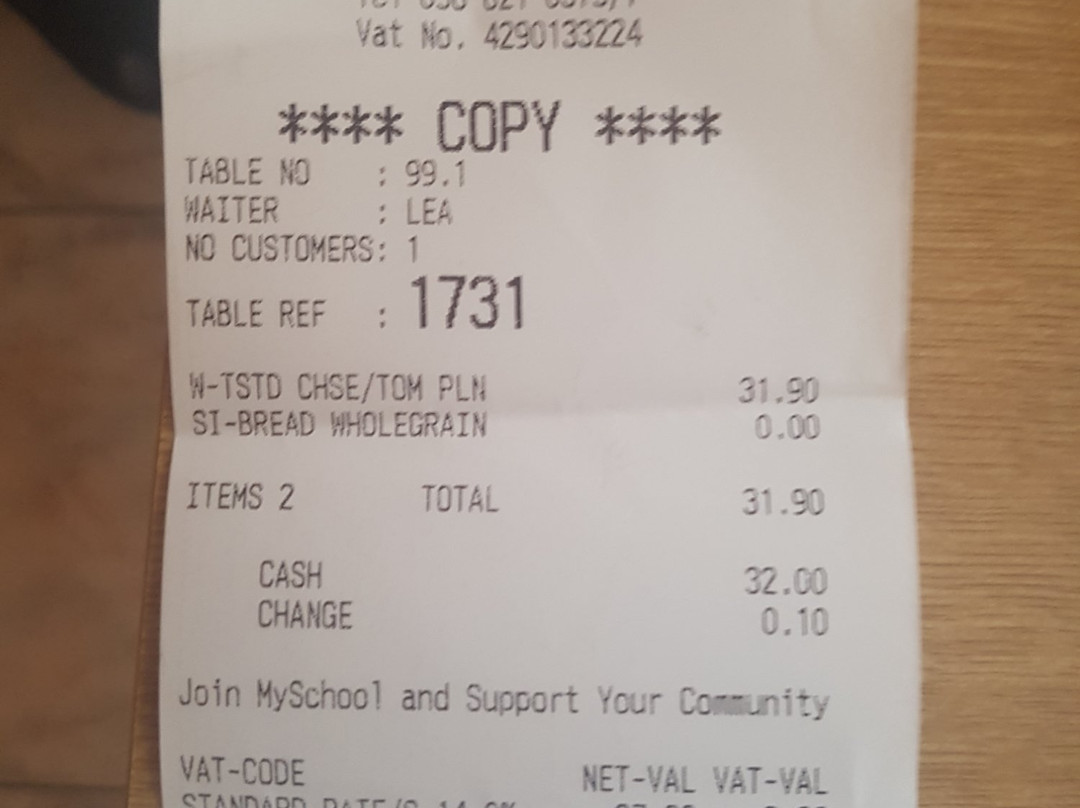 Vat No. 4290133224
**** COPY ****
TABLE NO : 99.1
WAITER : LEA
NO CUSTOMERS: 1
TABLE REF : 1731
W-TSTD CHSE/TOM PLN 31.90
SI-BREAD WHOLEGRAIN 0.00
ITEMS 2 TOTAL 31.90
CASH 32.00
CHANGE 0.10
Join MySchool and Support Your Community
VAT-CODE NET-VAL VAT-VAL